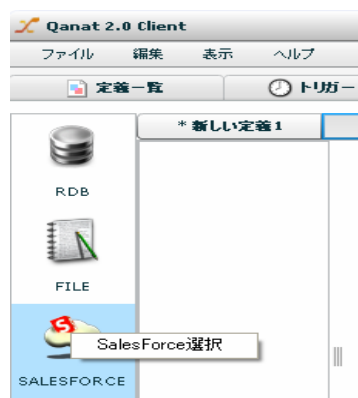 Qanat 2.0 Client
ファイル 編集 表示 ヘルプ
定義一覧 トリガー
* 新しい定義1
RDB
FILE
S
SalesForce選択
SALESFORCE